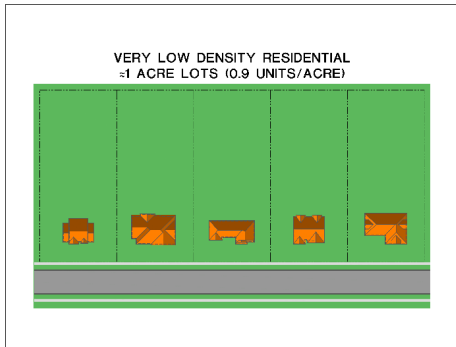 VERY LOW DENSITY RESIDENTIAL
≈1 ACRE LOTS (0.9 UNITS/ACRE)